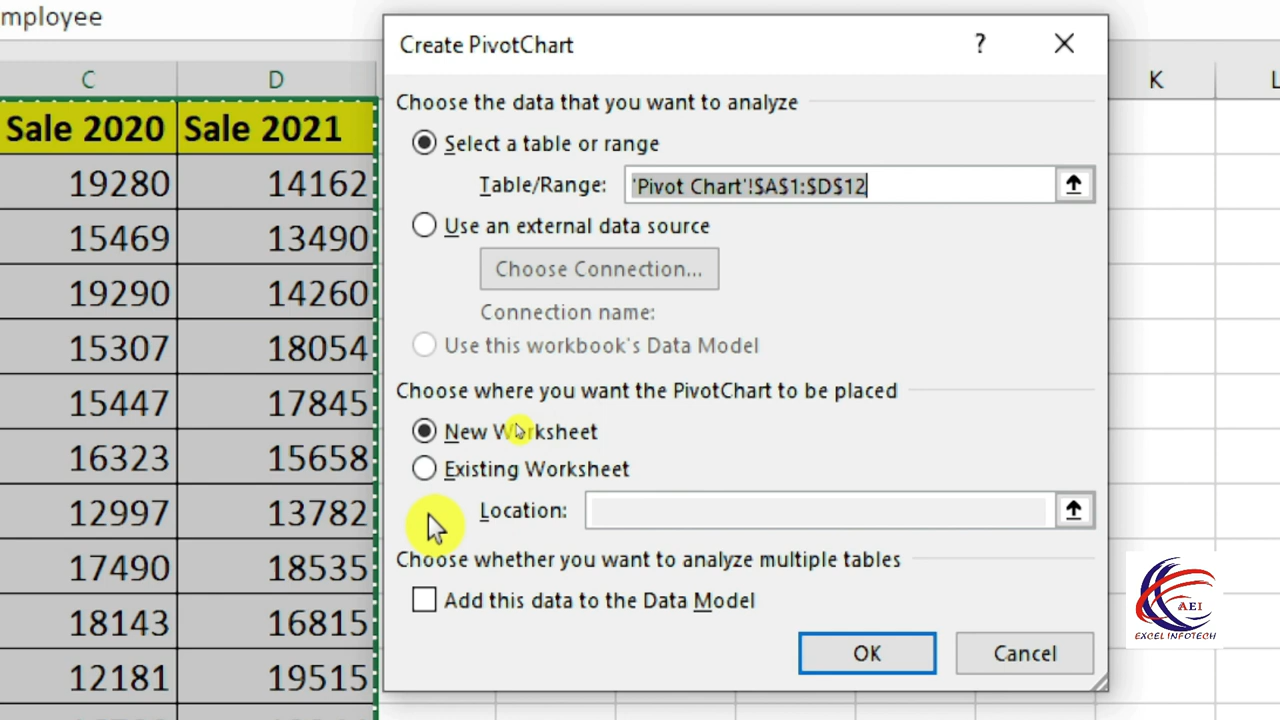 mployee
C D K L
Sale 2020 Sale 2021
19280 14162
15469 13490
19290 14260
15307 18054
15447 17845
16323 15658
12997 13782
17490 18535
18143 16815
12181 19515
Create PivotChart ?
Choose the data that you want to analyze
Select a table or range
Table/Range: 'Pivot Chart'!$A$1:$D$12
Use an external data source
Choose Connection...
Connection name:
Use this workbook's Data Model
Choose where you want the PivotChart to be placed
New Worksheet
Existing Worksheet
Location:
Choose whether you want to analyze multiple tables
Add this data to the Data Model
OK Cancel
AEI
EXCEL INFOTECH